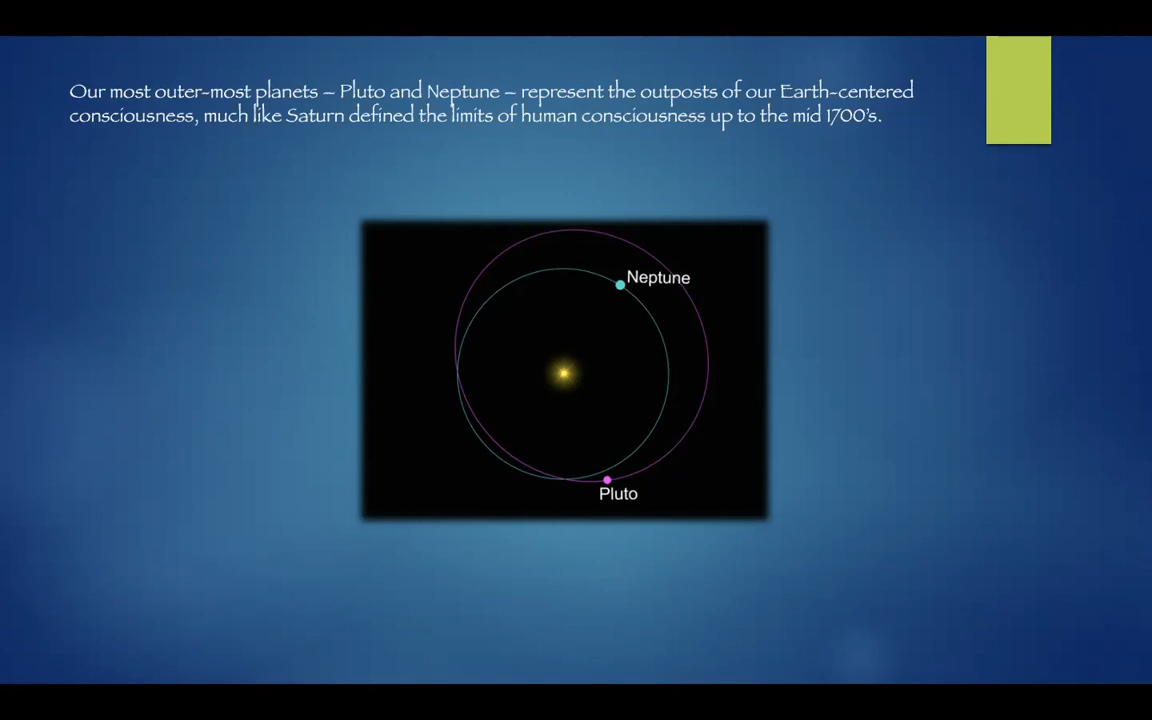 Our most outer-most planets – Pluto and Neptune – represent the outposts of our Earth-centered
consciousness, much like Saturn defined the limits of human consciousness up to the mid 1700's.
Neptune
Pluto